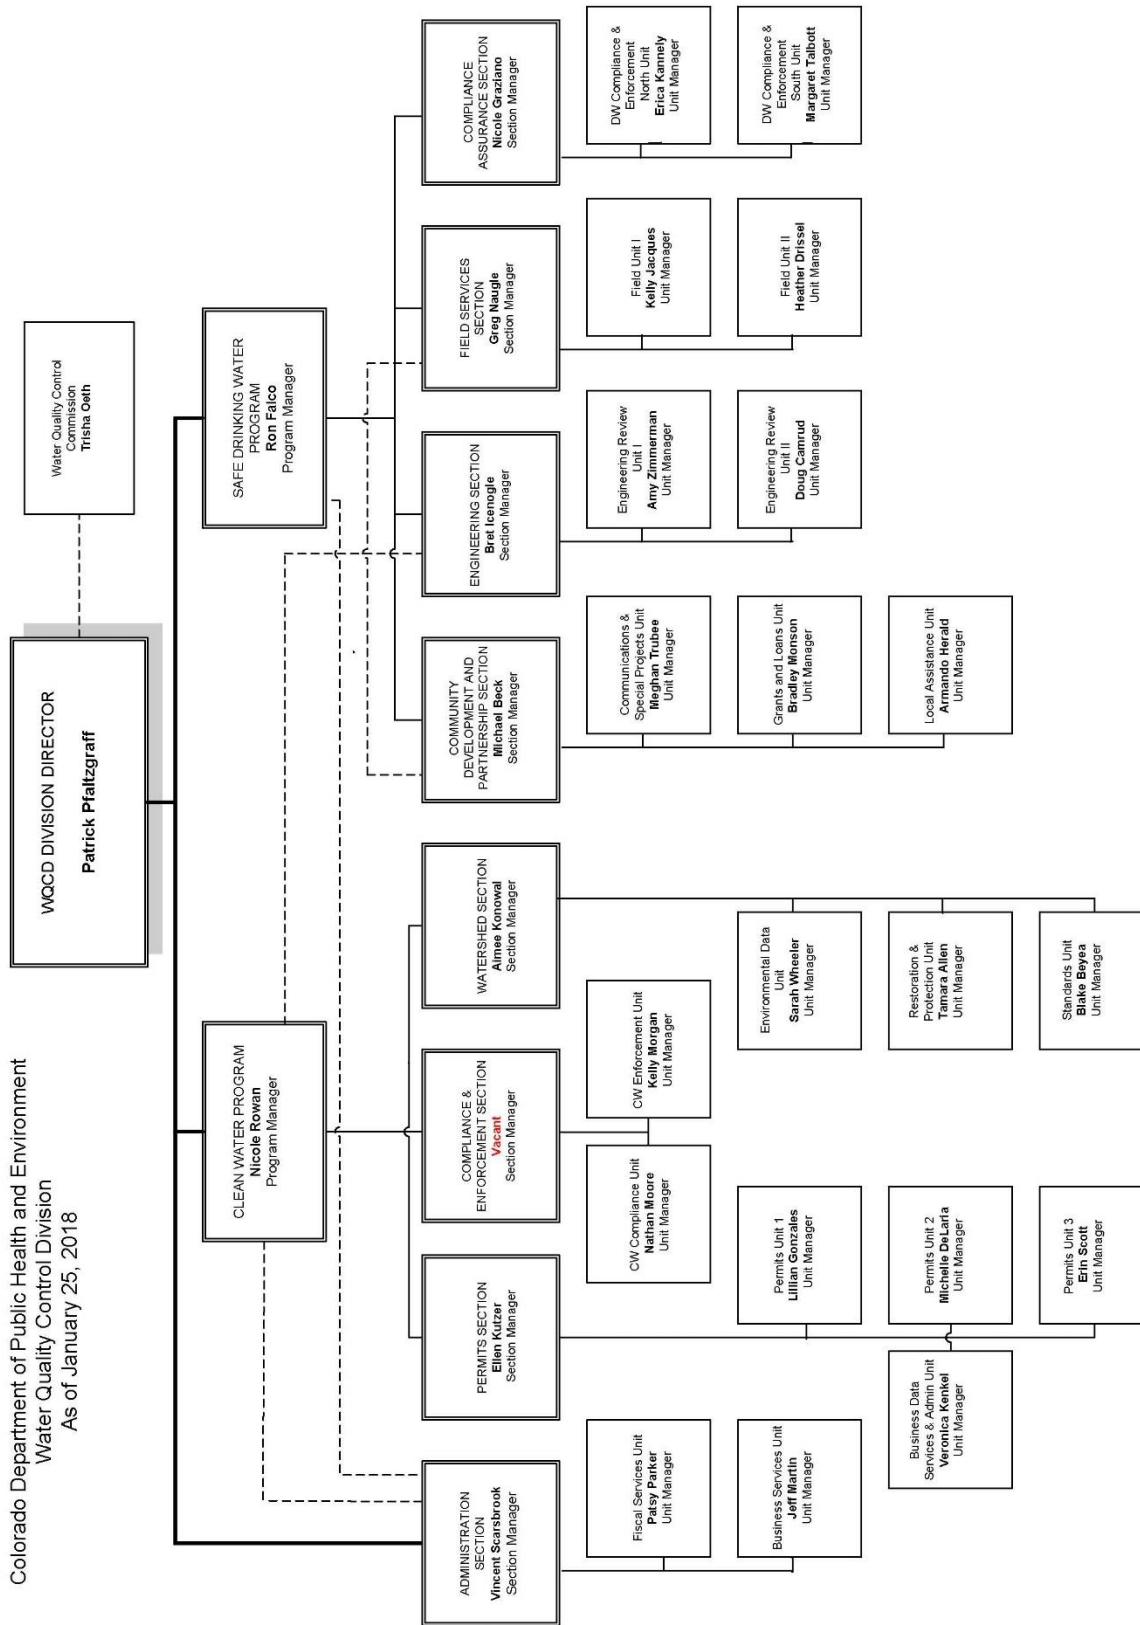 Colorado Department of Public Health and Environment
Water Quality Control Division
As of January 25, 2018
WQCD DIVISION DIRECTOR
Patrick Pfaltzgraff
Water Quality Control
Commission
Trisha Oeth
CLEAN WATER PROGRAM
Nicole Rowan
Program Manager
SAFE DRINKING WATER
PROGRAM
Ron Falco
Program Manager
ADMINISTRATION
SECTION
Vincent Scarsbrook
Section Manager
PERMITS SECTION
Ellen Kutzer
Section Manager
COMPLIANCE &
ENFORCEMENT SECTION
Vacant
Section Manager
WATERSHED SECTION
Aimee Konowal
Section Manager
COMMUNITY
DEVELOPMENT AND
PARTNERSHIP SECTION
Michael Beck
Section Manager
ENGINEERING SECTION
Bret Icenogle
Section Manager
FIELD SERVICES
SECTION
Greg Naugle
Section Manager
COMPLIANCE
ASSURANCE SECTION
Nicole Graziano
Section Manager
Fiscal Services Unit
Patsy Parker
Unit Manager
CW Compliance Unit
Nathan Moore
Unit Manager
CW Enforcement Unit
Kelly Morgan
Unit Manager
Communications &
Special Projects Unit
Meghan Trubee
Unit Manager
Engineering Review
Unit I
Amy Zimmerman
Unit Manager
Field Unit I
Kelly Jacques
Unit Manager
DW Compliance &
Enforcement
North Unit
Erica Kannely
Unit Manager
Business Services Unit
Jeff Martin
Unit Manager
Permits Unit 1
Lillian Gonzales
Unit Manager
Environmental Data
Unit
Sarah Wheeler
Unit Manager
Grants and Loans Unit
Bradley Monson
Unit Manager
Engineering Review
Unit II
Doug Camrud
Unit Manager
Field Unit II
Heather Drissel
Unit Manager
DW Compliance &
Enforcement
South Unit
Margaret Talbott
Unit Manager
Business Data
Services & Admin Unit
Veronica Kenkel
Unit Manager
Permits Unit 2
Michelle DeLaria
Unit Manager
Restoration &
Protection Unit
Tamara Allen
Unit Manager
Local Assistance Unit
Armando Herald
Unit Manager
Permits Unit 3
Erin Scott
Unit Manager
Standards Unit
Blake Beyea
Unit Manager